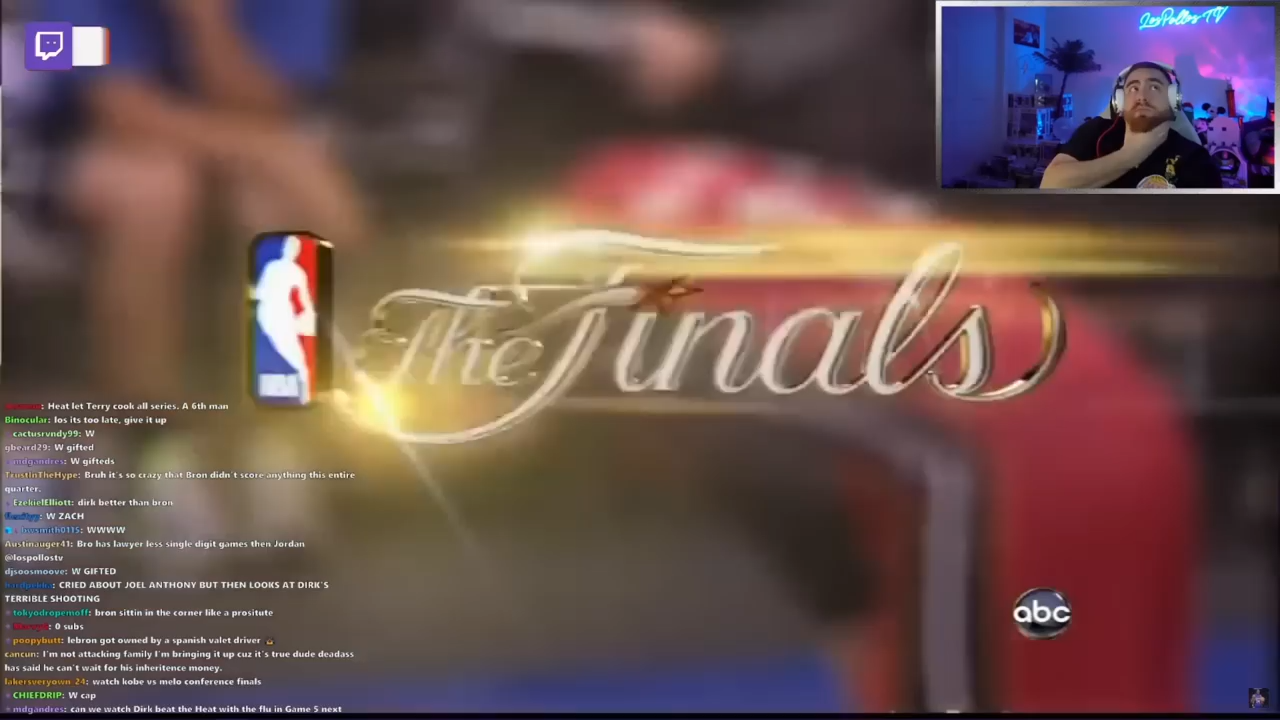 LosPollos TV
The Finals
NBA
abc
: Heat let Terry cook all series. A 6th man
Binocular: los its too late, give it up
cactusrvndy99: W
gbeard29: W gifted
mdgandres: W gifteds
TrustInTheHype: Bruh it's so crazy that Bron didn't score anything this entire
quarter.
EzekielElliott: dirk better than bron
: W ZACH
lowsmith0115: WWWW
Austinauger41: Bro has lawyer less single digit games then Jordan
@lospollostv
djsoosmoove: W GIFTED
: CRIED ABOUT JOEL ANTHONY BUT THEN LOOKS AT DIRK'S
TERRIBLE SHOOTING
tokyodropemoff: bron sittin in the corner like a prositute
: 0 subs
poopybutt: lebron got owned by a spanish valet driver
cancun: I'm not attacking family I'm bringing it up cuz it's true dude deadass
has said he can't wait for his inheritence money.
lakersveryown_24: watch kobe vs melo conference finals
CHIEFDRIP: W cap
mdgandres: can we watch Dirk beat the Heat with the flu in Game 5 next